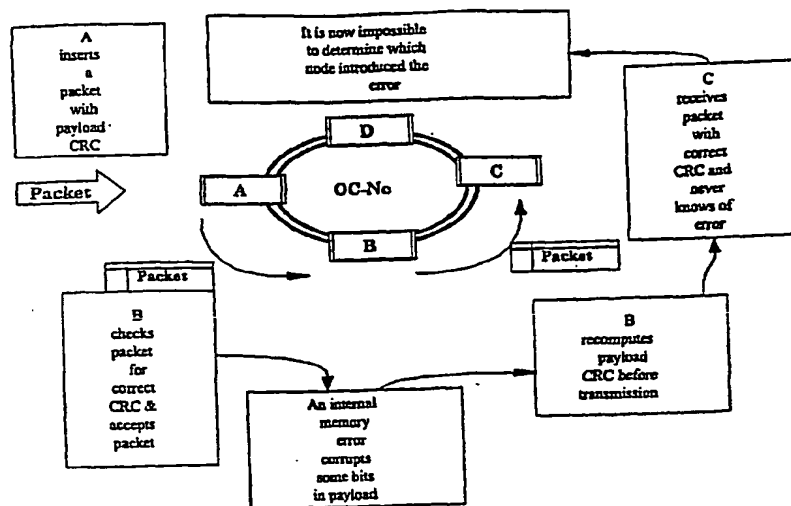 A
inserts
a
packet
with
payload
CRC
It is now impossible
to determine which
node introduced the
error
C
receives
packet
with
correct
CRC and
never
knows of
error
D
Packet
A
OC-No
C
B
Packet
Packet
B
checks
packet
for
correct
CRC &
accepts
packet
B
recomputes
payload
CRC before
transmission
An internal
memory
error
corrupts
some bits
in payload